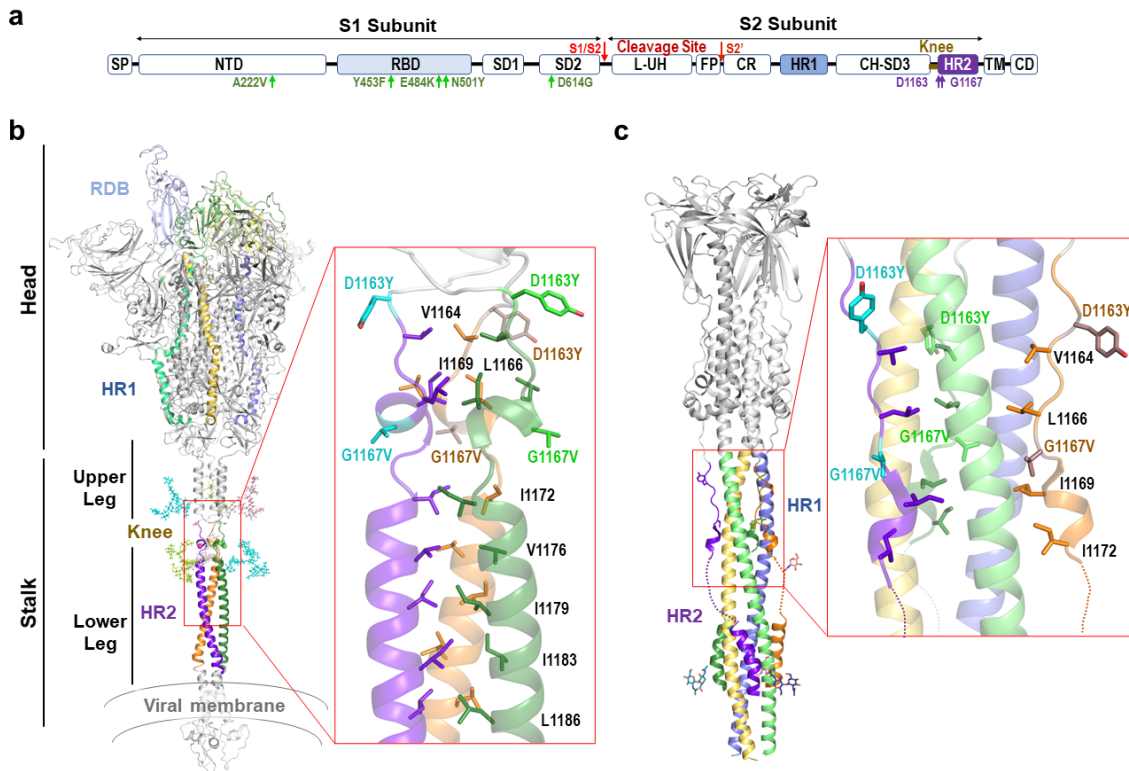 a
S1 Subunit
S2 Subunit
S1/S2
Cleavage Site
S2'
Knee
SP
NTD
RBD
SD1
SD2
L-UH
FP
CR
HR1
CH-SD3
HR2
TM
CD
A222V
Y453F
E484K
N501Y
D614G
D1163
G1167
b
RDB
Head
HR1
Upper
Leg
Knee
Stalk
HR2
Lower
Leg
Viral membrane
D1163Y
D1163Y
V1164
D1163Y
I1169
L1166
G1167V
G1167V
G1167V
I1172
V1176
I1179
I1183
L1186
c
HR1
HR2
D1163Y
D1163Y
D1163Y
V1164
L1166
G1167V
G1167V
G1167V
I1169
I1172